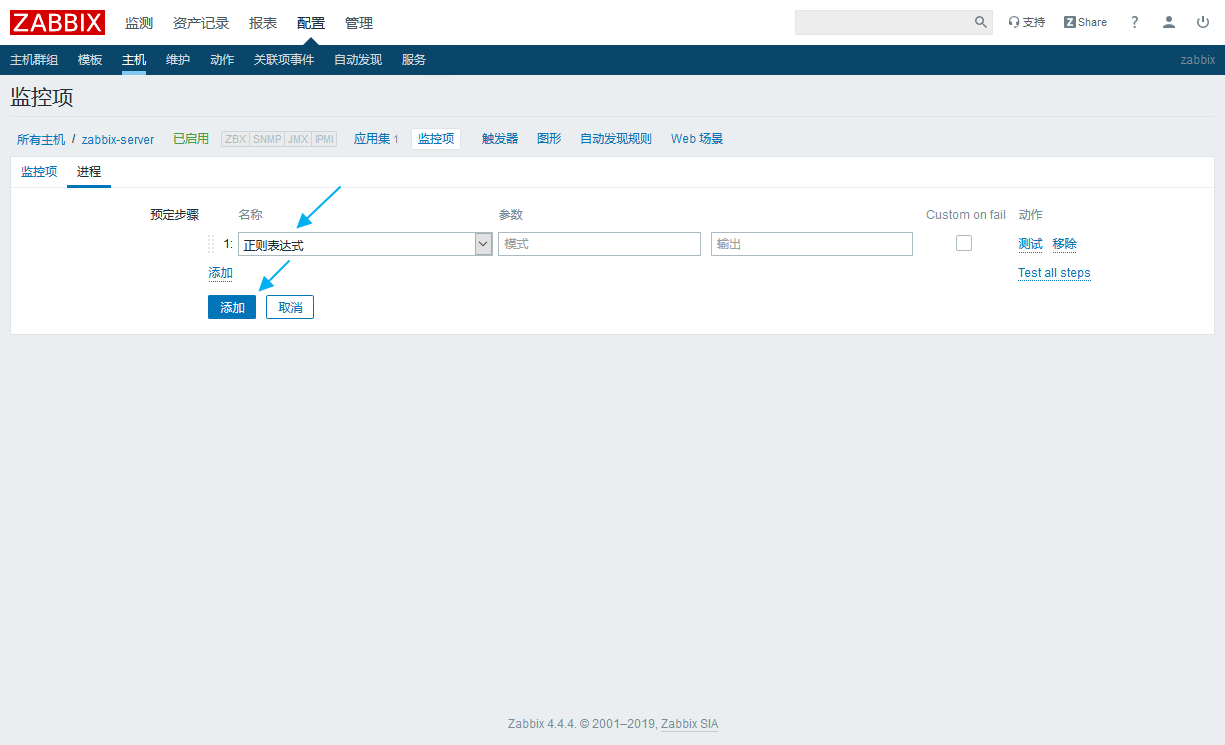 ZABBIX 监测 资产记录 报表 配置 管理 支持 Z Share ?
主机群组 模板 主机 维护 动作 关联项事件 自动发现 服务 zabbix
监控项
所有主机 / zabbix-server 已启用 ZBX SNMP JMX IPMI 应用集 1 监控项 触发器 图形 自动发现规则 Web 场景
监控项 进程
预定步骤 名称 参数 Custom on fail 动作
1: 正则表达式 模式 输出 测试 移除
添加 Test all steps
添加 取消
Zabbix 4.4.4. © 2001–2019, Zabbix SIA